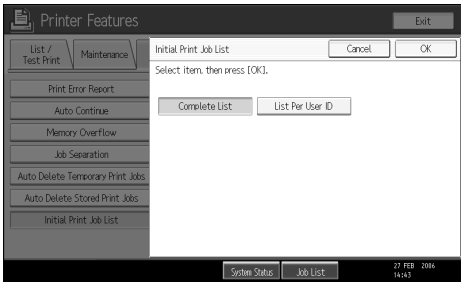 Printer Features
Exit
List / Test Print
Maintenance
Initial Print Job List
Cancel
OK
Select item, then press [OK].
Print Error Report
Complete List
List Per User ID
Auto Continue
Memory Overflow
Job Separation
Auto Delete Temporary Print Jobs
Auto Delete Stored Print Jobs
Initial Print Job List
System Status
Job List
27 FEB 2006
14:43